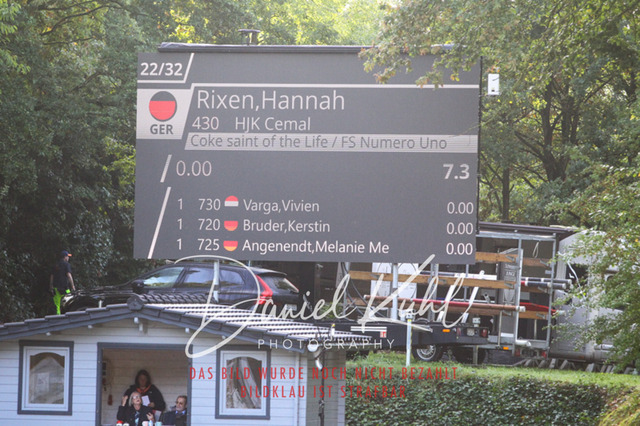 22/32
GER
Rixen,Hannah
430 HJK Cemal
Coke saint of the Life / FS Numero Uno
0.00 7.3
1 730 Varga,Vivien 0.00
1 720 Bruder,Kerstin 0.00
1 725 Angenendt,Melanie Me 0.00
Daniel Kohl
PHOTOGRAPHY
DAS BILD WURDE NOCH NICHT BEZAHLT
BILDKLAU IST STRAFBAR